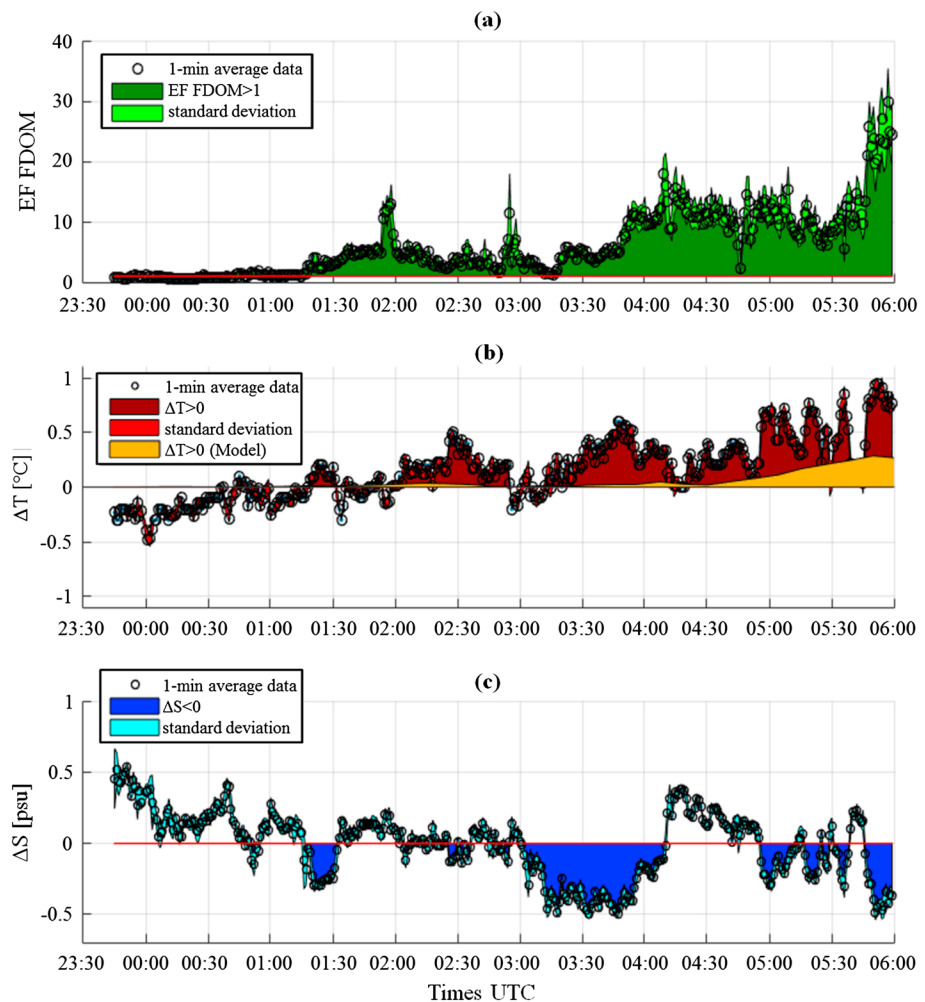 (a)
40
30
20
10
0
EF FDOM
1-min average data
EF FDOM>1
standard deviation
23:30 00:00 00:30 01:00 01:30 02:00 02:30 03:00 03:30 04:00 04:30 05:00 05:30 06:00
(b)
1
0.5
0
-0.5
-1
ΔT [°C]
1-min average data
ΔT>0
standard deviation
ΔT>0 (Model)
23:30 00:00 00:30 01:00 01:30 02:00 02:30 03:00 03:30 04:00 04:30 05:00 05:30 06:00
(c)
1
0.5
0
-0.5
ΔS [psu]
1-min average data
ΔS<0
standard deviation
23:30 00:00 00:30 01:00 01:30 02:00 02:30 03:00 03:30 04:00 04:30 05:00 05:30 06:00
Times UTC